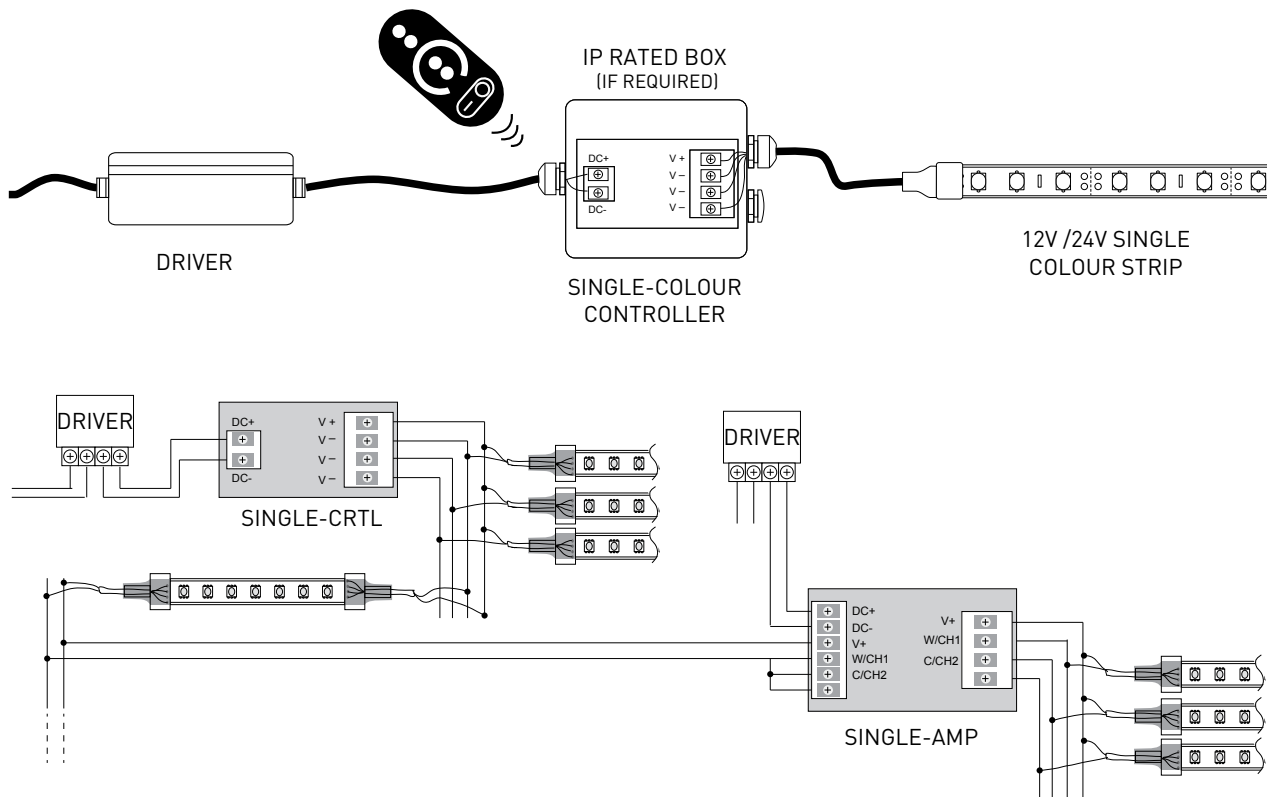 IP RATED BOX
(IF REQUIRED)
DC+
DC-
V +
V –
V –
V –
DRIVER
SINGLE-COLOUR
CONTROLLER
12V /24V SINGLE
COLOUR STRIP
DRIVER
DC+
DC-
V +
V –
V –
V –
SINGLE-CRTL
DRIVER
DC+
DC-
V+
W/CH1
C/CH2
V+
W/CH1
C/CH2
SINGLE-AMP